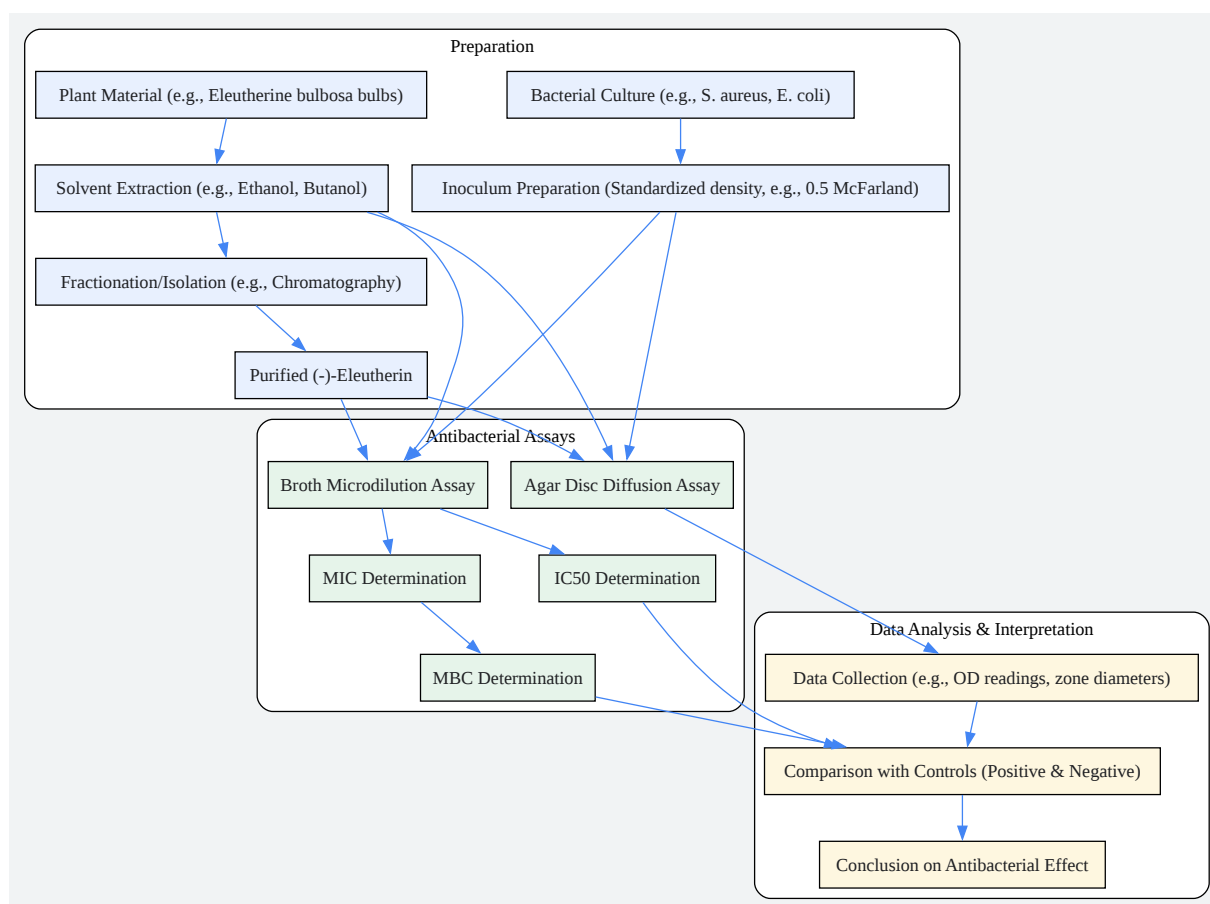 Preparation
Plant Material (e.g., Eleutherine bulbosa bulbs)
Bacterial Culture (e.g., S. aureus, E. coli)
Solvent Extraction (e.g., Ethanol, Butanol)
Inoculum Preparation (Standardized density, e.g., 0.5 McFarland)
Fractionation/Isolation (e.g., Chromatography)
Purified (-)-Eleutherin
Antibacterial Assays
Broth Microdilution Assay
Agar Disc Diffusion Assay
MIC Determination
IC50 Determination
MBC Determination
Data Analysis & Interpretation
Data Collection (e.g., OD readings, zone diameters)
Comparison with Controls (Positive & Negative)
Conclusion on Antibacterial Effect